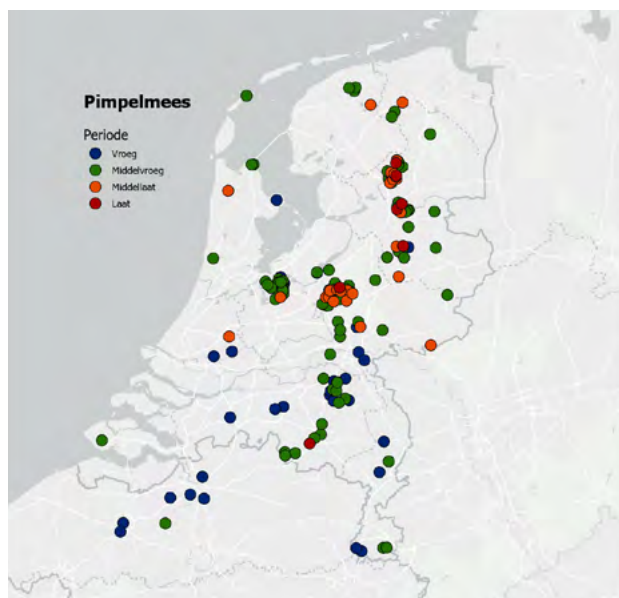 Pimpelmees
Periode
Vroeg
Middelvroeg
Middellaat
Laat